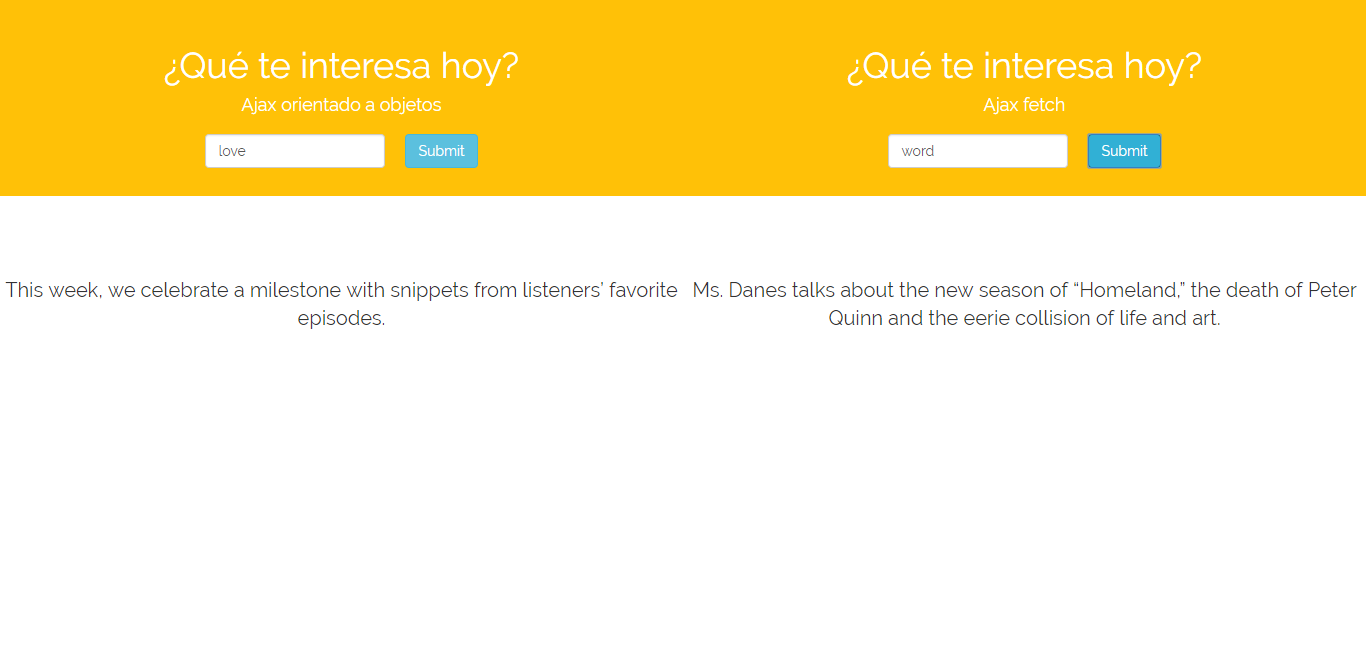 ¿Qué te interesa hoy?
Ajax orientado a objetos
love
Submit
This week, we celebrate a milestone with snippets from listeners’ favorite
episodes.
¿Qué te interesa hoy?
Ajax fetch
word
Submit
Ms. Danes talks about the new season of “Homeland,” the death of Peter
Quinn and the eerie collision of life and art.